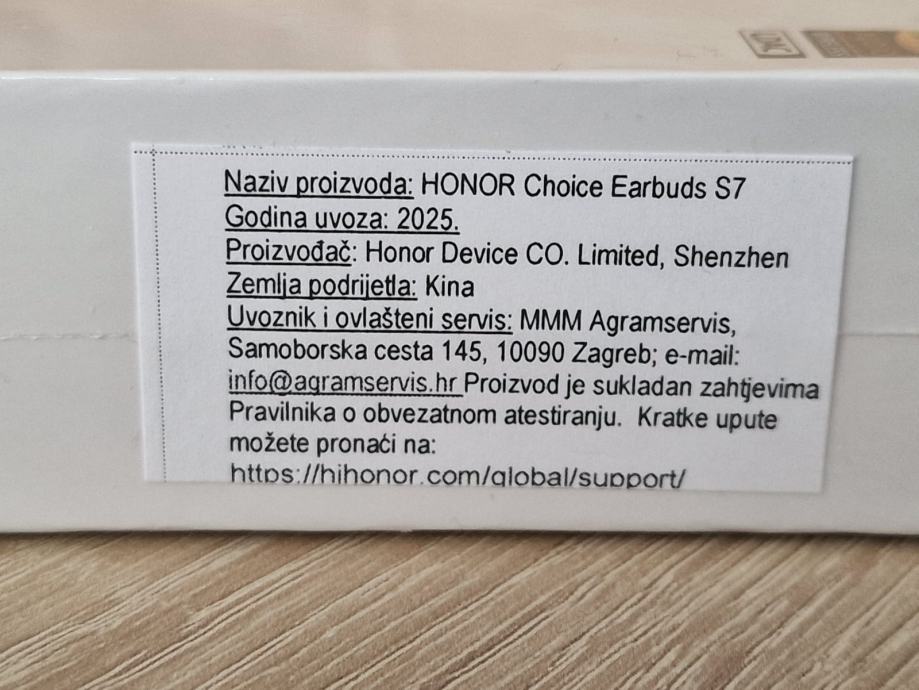 Naziv proizvoda: HONOR Choice Earbuds S7
Godina uvoza: 2025.
Proizvođač: Honor Device CO. Limited, Shenzhen
Zemlja podrijetla: Kina
Uvoznik i ovlašteni servis: MMM Agramservis,
Samoborska cesta 145, 10090 Zagreb; e-mail:
info@agramservis.hr Proizvod je sukladan zahtjevima
Pravilnika o obvezatnom atestiranju. Kratke upute
možete pronaći na:
https://hihonor.com/global/support/